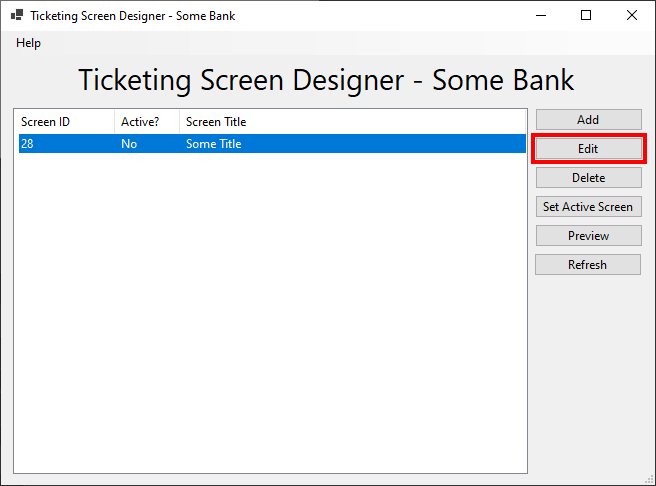 Ticketing Screen Designer - Some Bank
Help
Ticketing Screen Designer - Some Bank
Screen ID Active? Screen Title
28 No Some Title
Add
Edit
Delete
Set Active Screen
Preview
Refresh